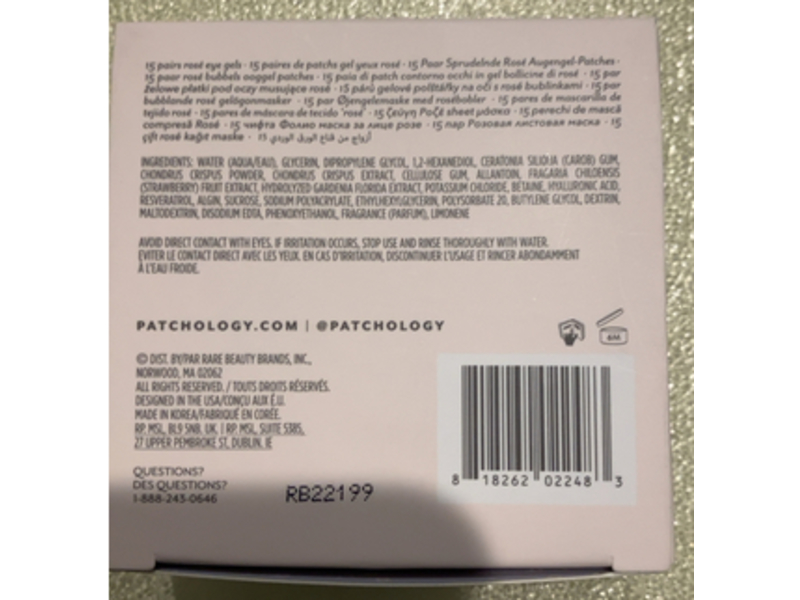 15 pairs rosé eye gels · 15 paires de patchs gel yeux rosé · 15 Paar Sprudelnde Rosé Augengel-Patches ·
15 paar rosé bubbels ooggel patches · 15 paia di patch contorno occhi in gel bollicine di rosé · 15 par
żelowe płatki pod oczy musujące rosé · 15 párů gelové polštářky na oči s rosé bublinkami · 15 par
bubblande rosé gelögonmasker · 15 par Øjengelemaske med rosébobler · 15 pares de mascarilla de
tejido rosé · 15 pares de máscara de tecido 'rosé' · 15 ζεύγη Ροζέ sheet μάσκα · 15 perechi de mască
compresă Rosé · 15 чифта Фолио маска за лице розе · 15 пар Розовая листовая маска · 15
çift rosé kağıt maske · 15 أزواج من قناع الورق الوردي
INGREDIENTS: WATER (AQUA/EAU), GLYCERIN, DIPROPYLENE GLYCOL, 1,2-HEXANEDIOL, CERATONIA SILIQUA (CAROB) GUM,
CHONDRUS CRISPUS POWDER, CHONDRUS CRISPUS EXTRACT, CELLULOSE GUM, ALLANTOIN, FRAGARIA CHILOENSIS
(STRAWBERRY) FRUIT EXTRACT, HYDROLYZED GARDENIA FLORIDA EXTRACT, POTASSIUM CHLORIDE, BETAINE, HYALURONIC ACID,
RESVERATROL, ALGIN, SUCROSE, SODIUM POLYACRYLATE, ETHYLHEXYLGLYCERIN, POLYSORBATE 20, BUTYLENE GLYCOL, DEXTRIN,
MALTODEXTRIN, DISODIUM EDTA, PHENOXYETHANOL, FRAGRANCE (PARFUM), LIMONENE
AVOID DIRECT CONTACT WITH EYES. IF IRRITATION OCCURS, STOP USE AND RINSE THOROUGHLY WITH WATER.
EVITER LE CONTACT DIRECT AVEC LES YEUX. EN CAS D'IRRITATION, DISCONTINUER L'USAGE ET RINCER ABONDAMMENT
À L'EAU FROIDE.
PATCHOLOGY.COM | @PATCHOLOGY
6M
© DIST. BY/PAR RARE BEAUTY BRANDS, INC.,
NORWOOD, MA 02062
ALL RIGHTS RESERVED. / TOUTS DROITS RÉSERVÉS.
DESIGNED IN THE USA/CONÇU AUX É.U.
MADE IN KOREA/FABRIQUÉ EN CORÉE.
RP. MSL, BL9 5NB. UK. | RP. MSL, SUITE 5385,
27 UPPER PEMBROKE ST, DUBLIN. IE
QUESTIONS?
DES QUESTIONS?
1-888-243-0646
RB22199
8 18262 02248 3